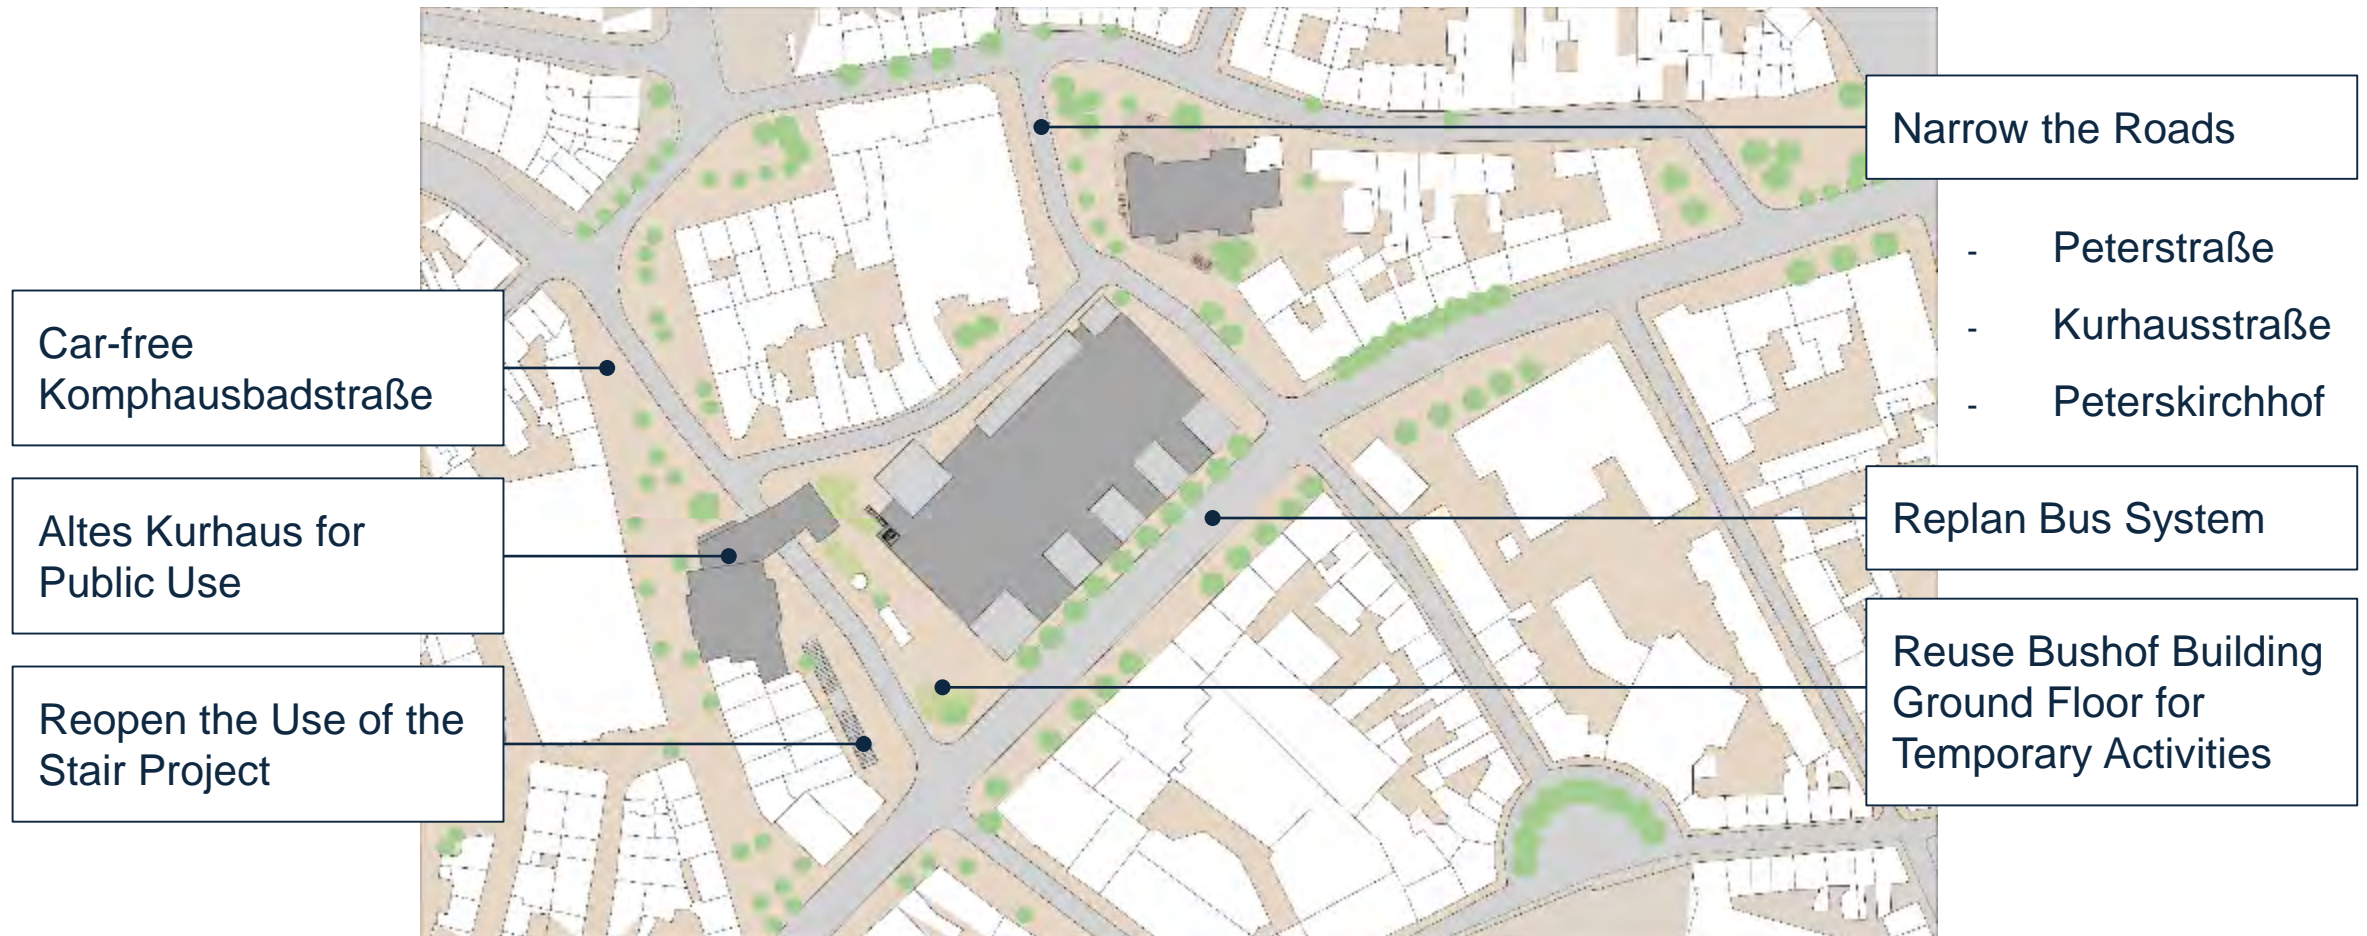 Car-free
Komphausbadstraße
Altes Kurhaus for
Public Use
Reopen the Use of the
Stair Project
Narrow the Roads
- Peterstraße
- Kurhausstraße
- Peterskirchhof
Replan Bus System
Reuse Bushof Building
Ground Floor for
Temporary Activities